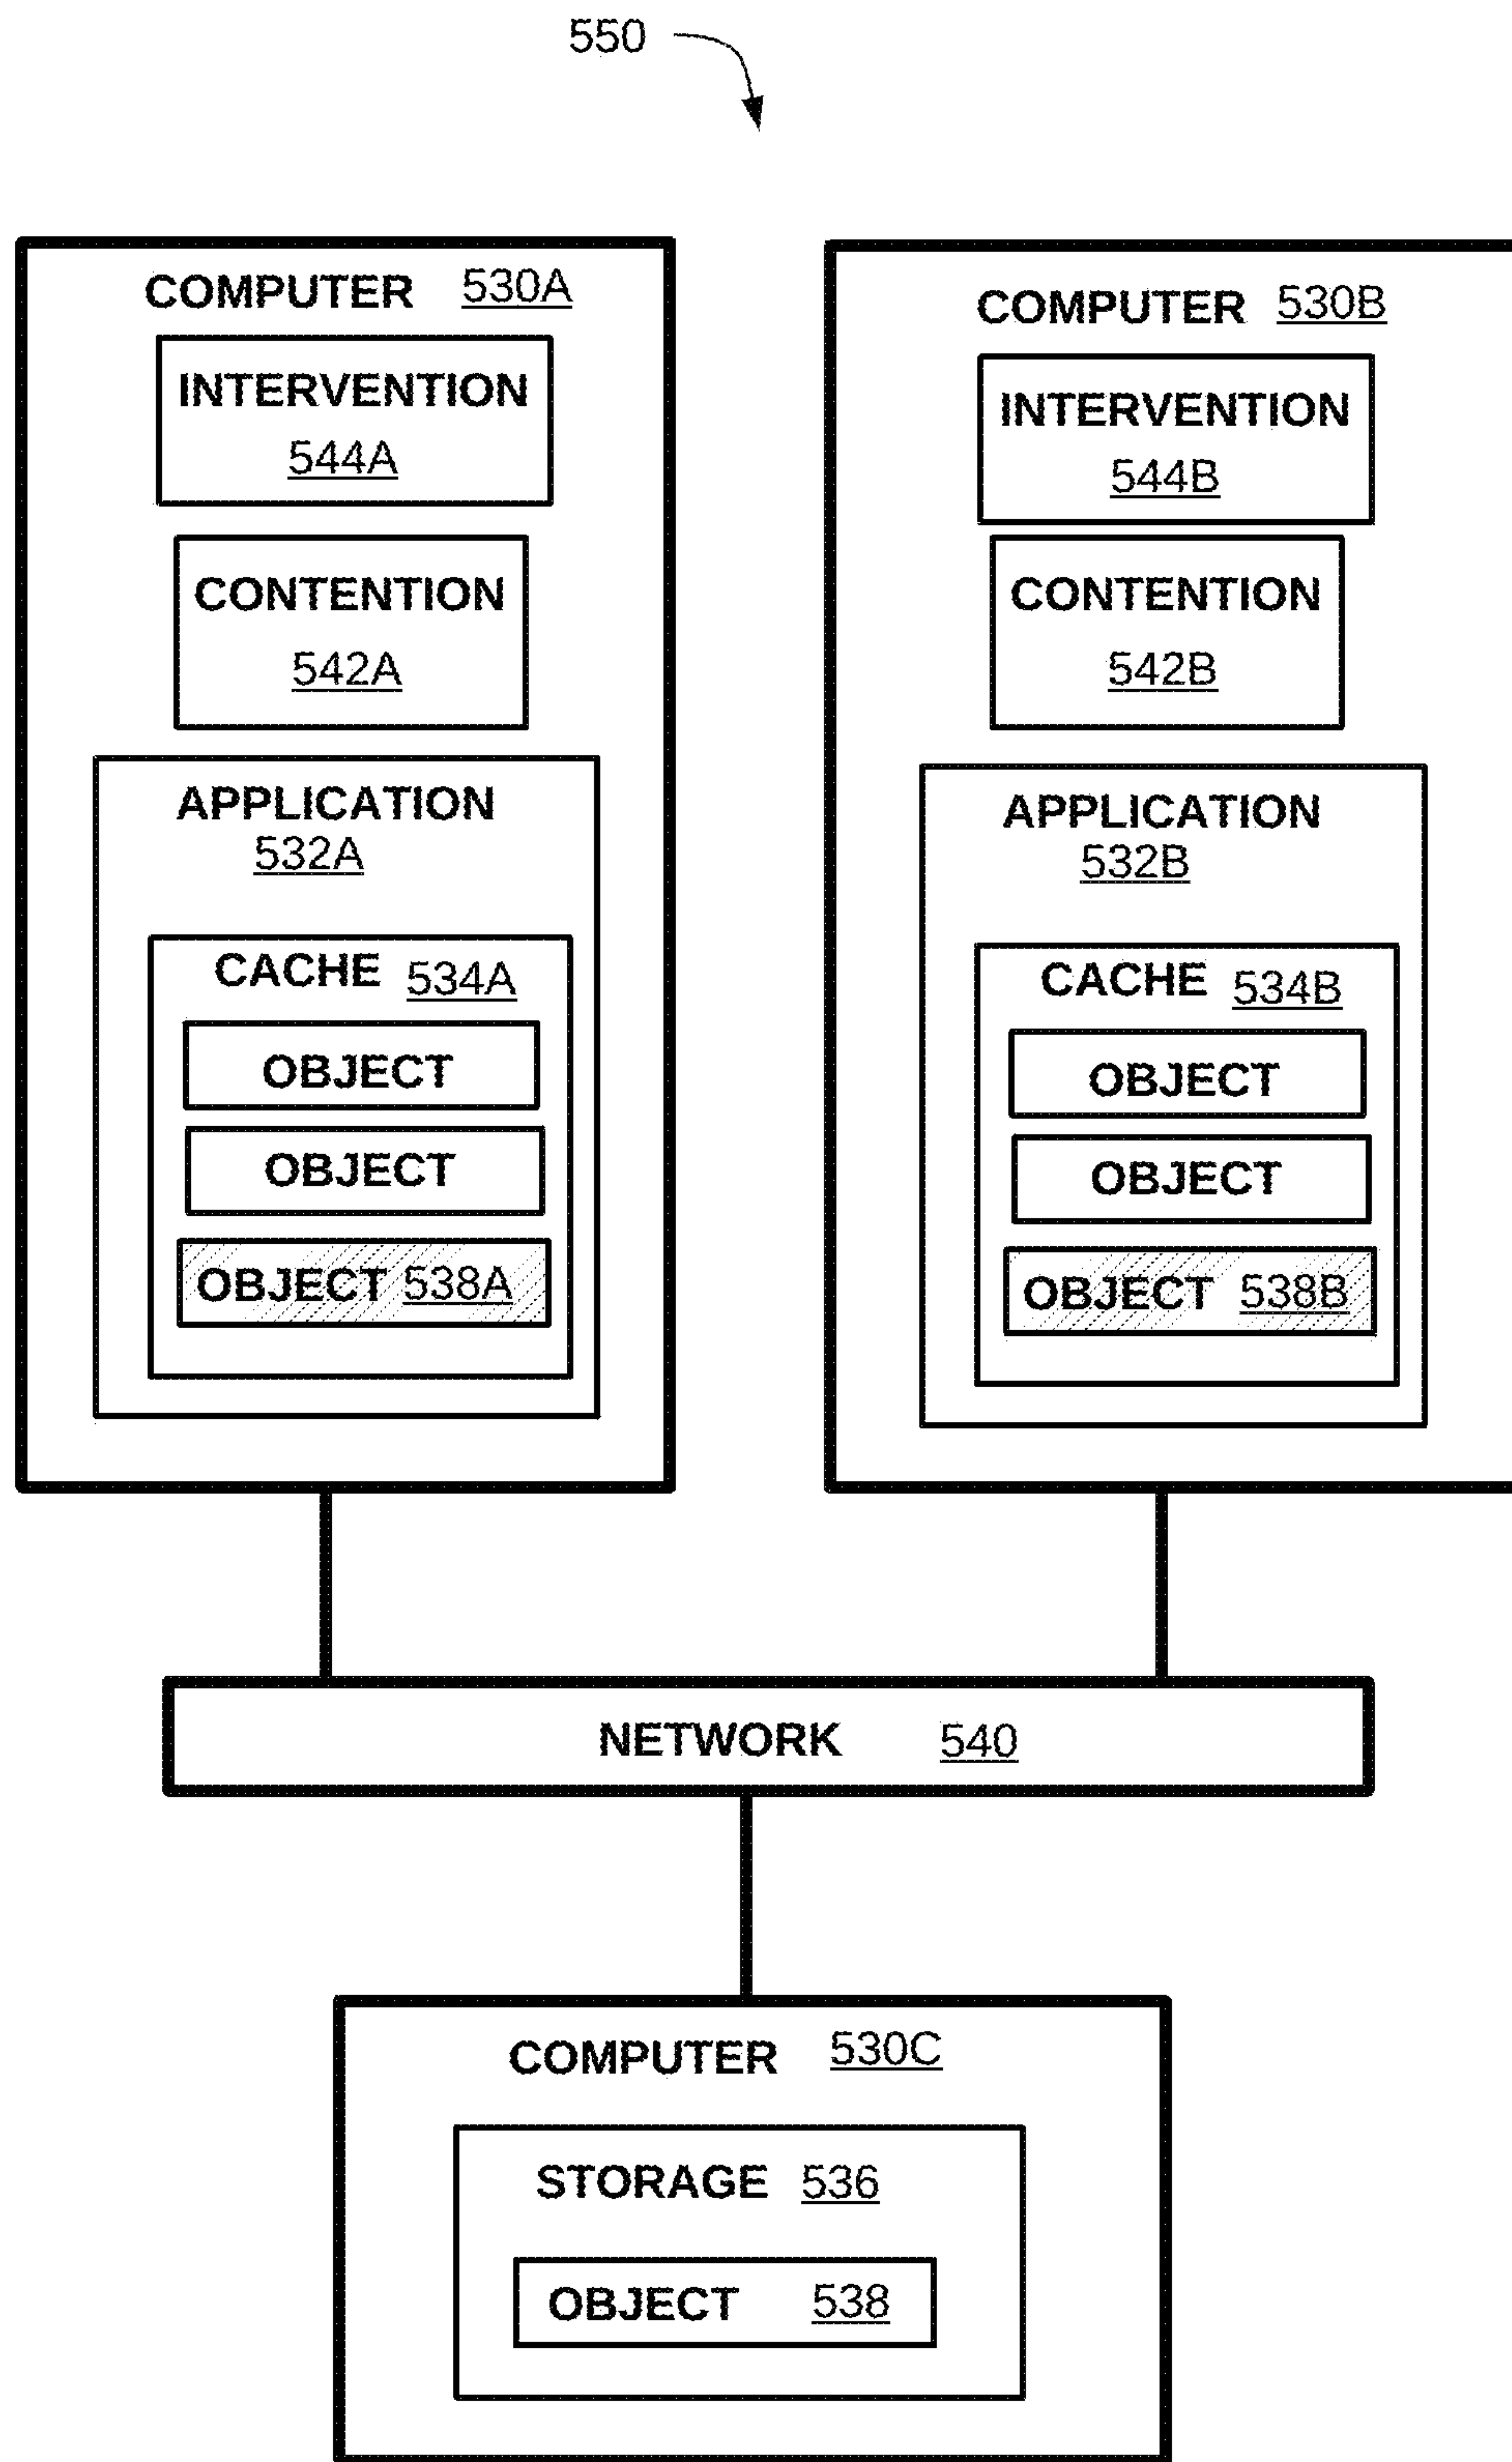 550
COMPUTER 530A
INTERVENTION
544A
CONTENTION
542A
APPLICATION
532A
CACHE 534A
OBJECT
OBJECT
OBJECT 538A
COMPUTER 530B
INTERVENTION
544B
CONTENTION
542B
APPLICATION
532B
CACHE 534B
OBJECT
OBJECT
OBJECT 538B
NETWORK 540
COMPUTER 530C
STORAGE 536
OBJECT 538